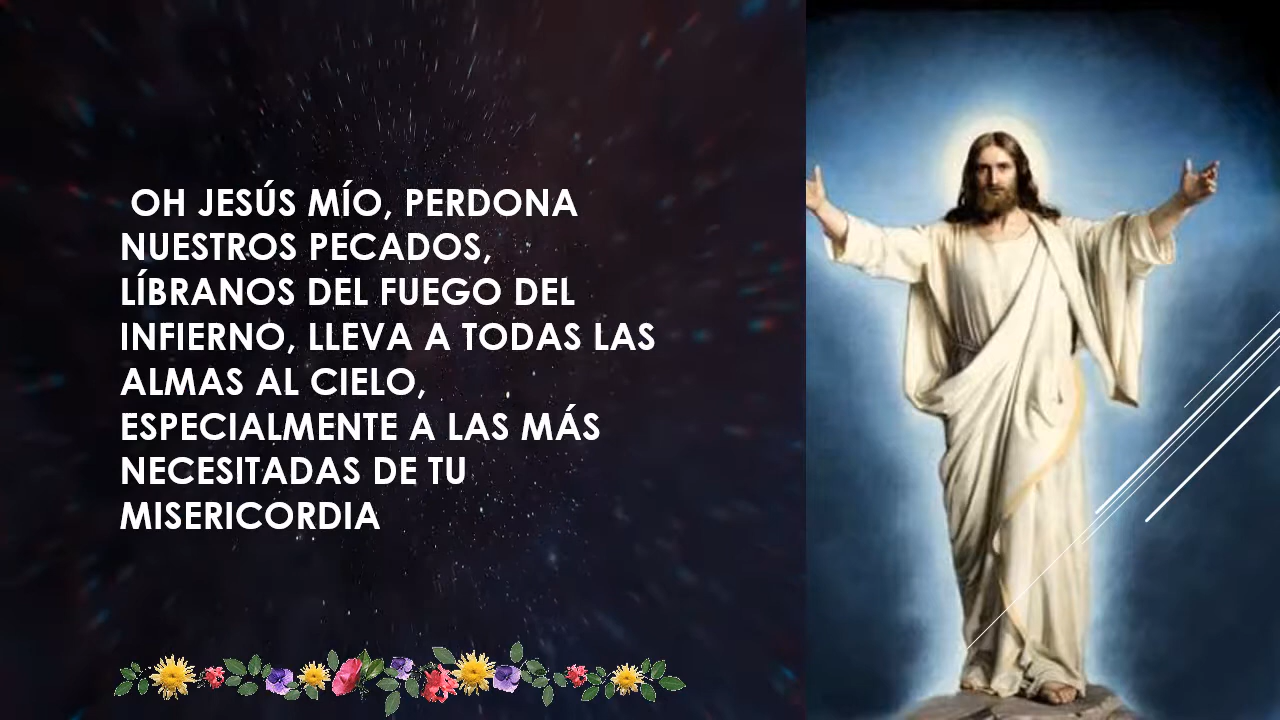 OH JESÚS MÍO, PERDONA
NUESTROS PECADOS,
LÍBRANOS DEL FUEGO DEL
INFIERNO, LLEVA A TODAS LAS
ALMAS AL CIELO,
ESPECIALMENTE A LAS MÁS
NECESITADAS DE TU
MISERICORDIA